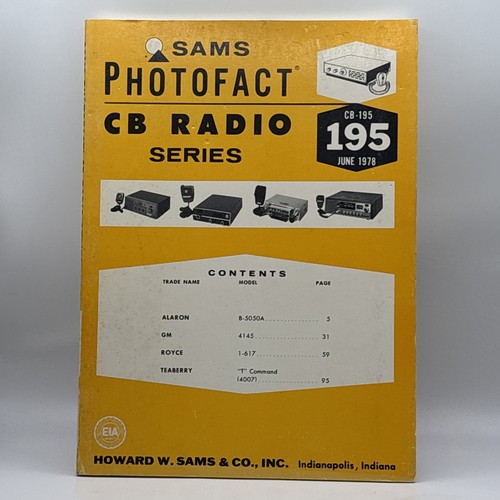 SAMS
PHOTOFACT®
CB RADIO
SERIES
CB-195
195
JUNE 1978
CONTENTS
TRADE NAME MODEL PAGE
ALARON B-5050A 5
GM 4145 31
ROYCE 1-617 59
TEABERRY "T" Command
(4007) 95
EIA
HOWARD W. SAMS & CO., INC. Indianapolis, Indiana